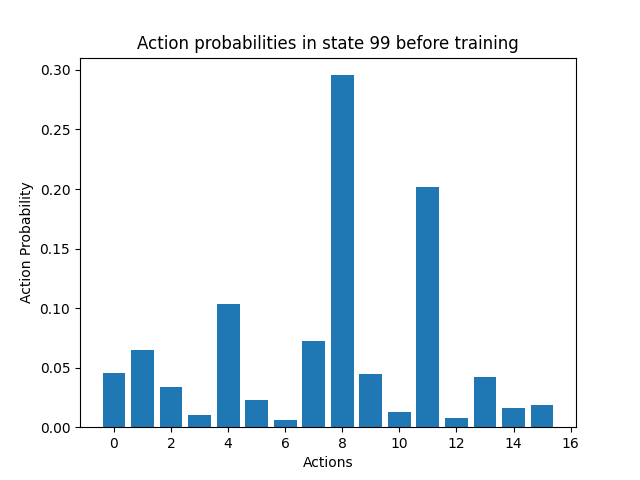 Action probabilities in state 99 before training
0.30
0.25
0.20
0.15
0.10
0.05
0.00
Action Probability
0 2 4 6 8 10 12 14 16
Actions